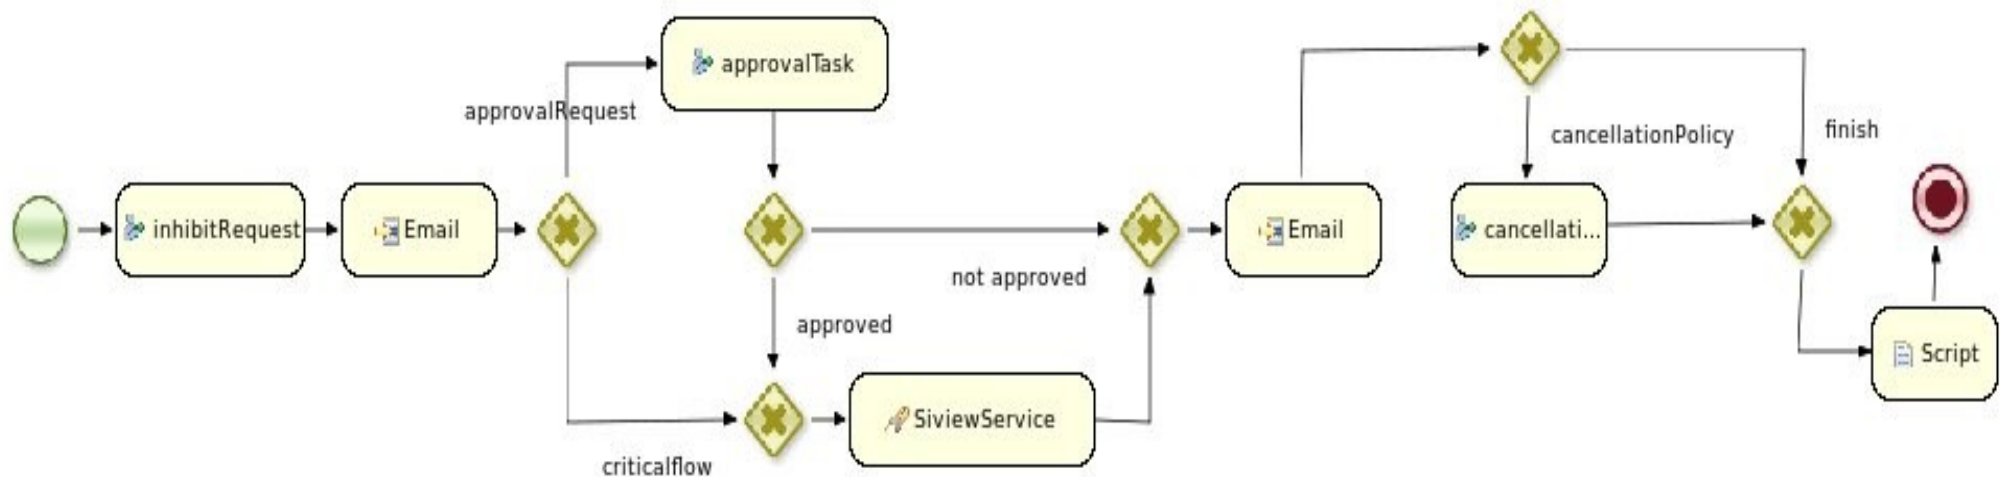 approvalTask
approvalRequest
cancellationPolicy
finish
inhibitRequest
Email
Email
cancellati...
not approved
approved
Script
SiviewService
criticalflow